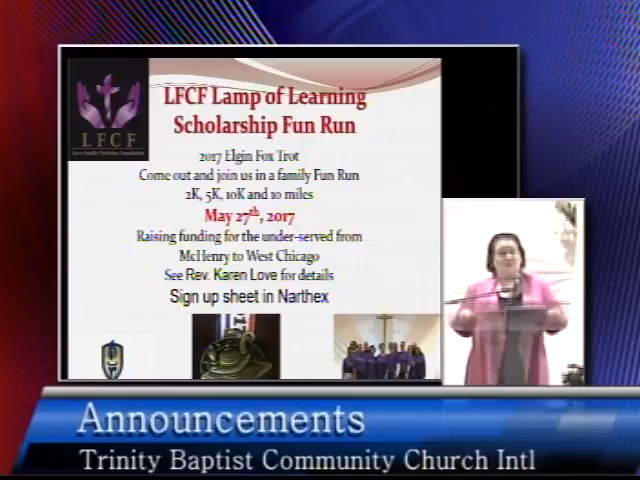 LFCF
LFCF Lamp of Learning
Scholarship Fun Run
2017 Elgin Fox Trot
Come out and join us in a family Fun Run
2K, 5K, 10K and 10 miles
May 27th, 2017
Raising funding for the under-served from
McHenry to West Chicago
See Rev. Karen Love for details
Sign up sheet in Narthex
Announcements
Trinity Baptist Community Church Intl